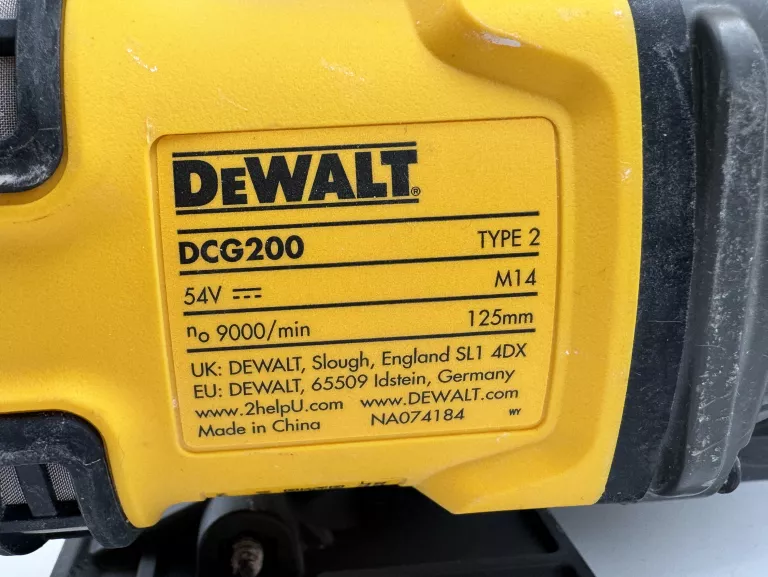 DEWALT®
DCG200 TYPE 2
54V ⎓ M14
no 9000/min 125mm
UK: DEWALT, Slough, England SL1 4DX
EU: DEWALT, 65509 Idstein, Germany
www.2helpU.com www.DEWALT.com
Made in China NA074184 WY